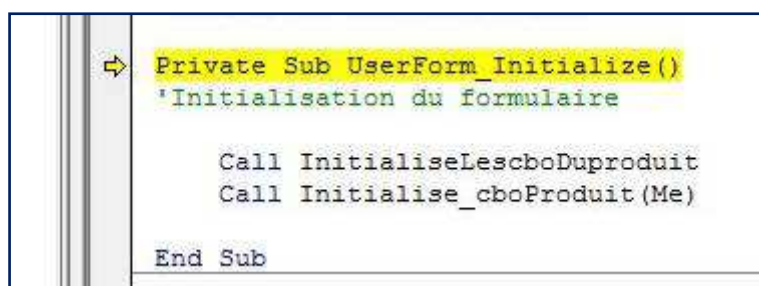 Private Sub UserForm_Initialize()
'Initialisation du formulaire
Call InitialiseLescboDuproduit
Call Initialise_cboProduit(Me)
End Sub